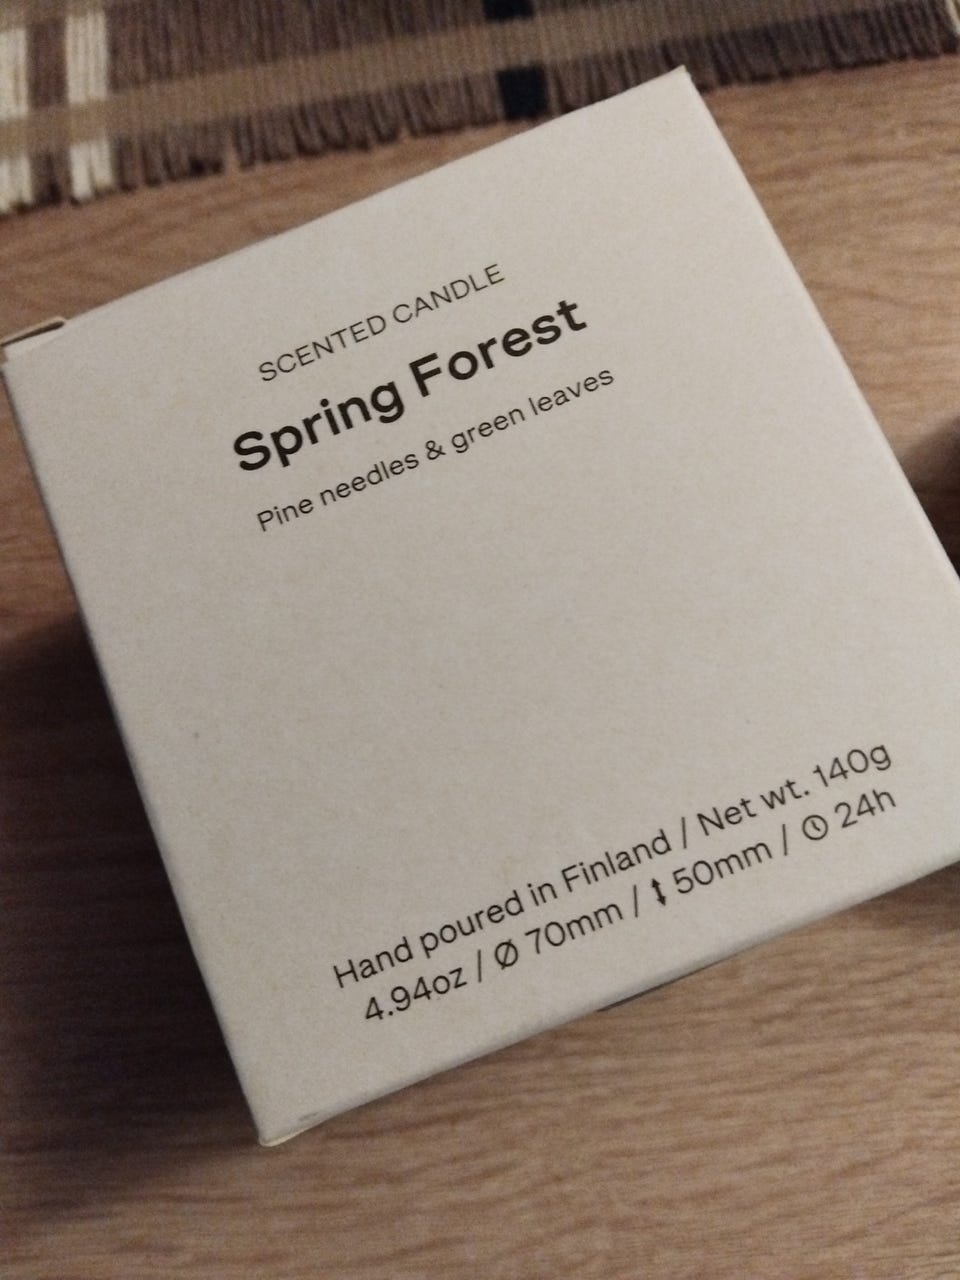 SCENTED CANDLE
Spring Forest
Pine needles & green leaves
Hand poured in Finland / Net wt. 140g
4.94oz / Ø 70mm / ↕ 50mm / 🕒 24h